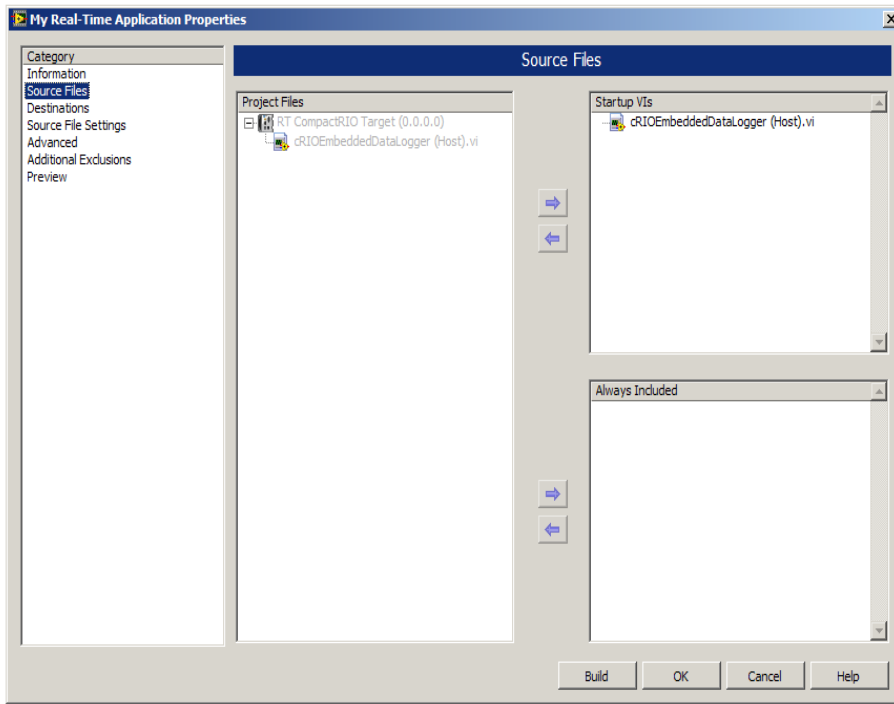 My Real-Time Application Properties
Category
Information
Source Files
Destinations
Source File Settings
Advanced
Additional Exclusions
Preview
Source Files
Project Files
RT CompactRIO Target (0.0.0.0)
cRIOEmbeddedDataLogger (Host).vi
Startup VIs
cRIOEmbeddedDataLogger (Host).vi
Always Included
Build
OK
Cancel
Help